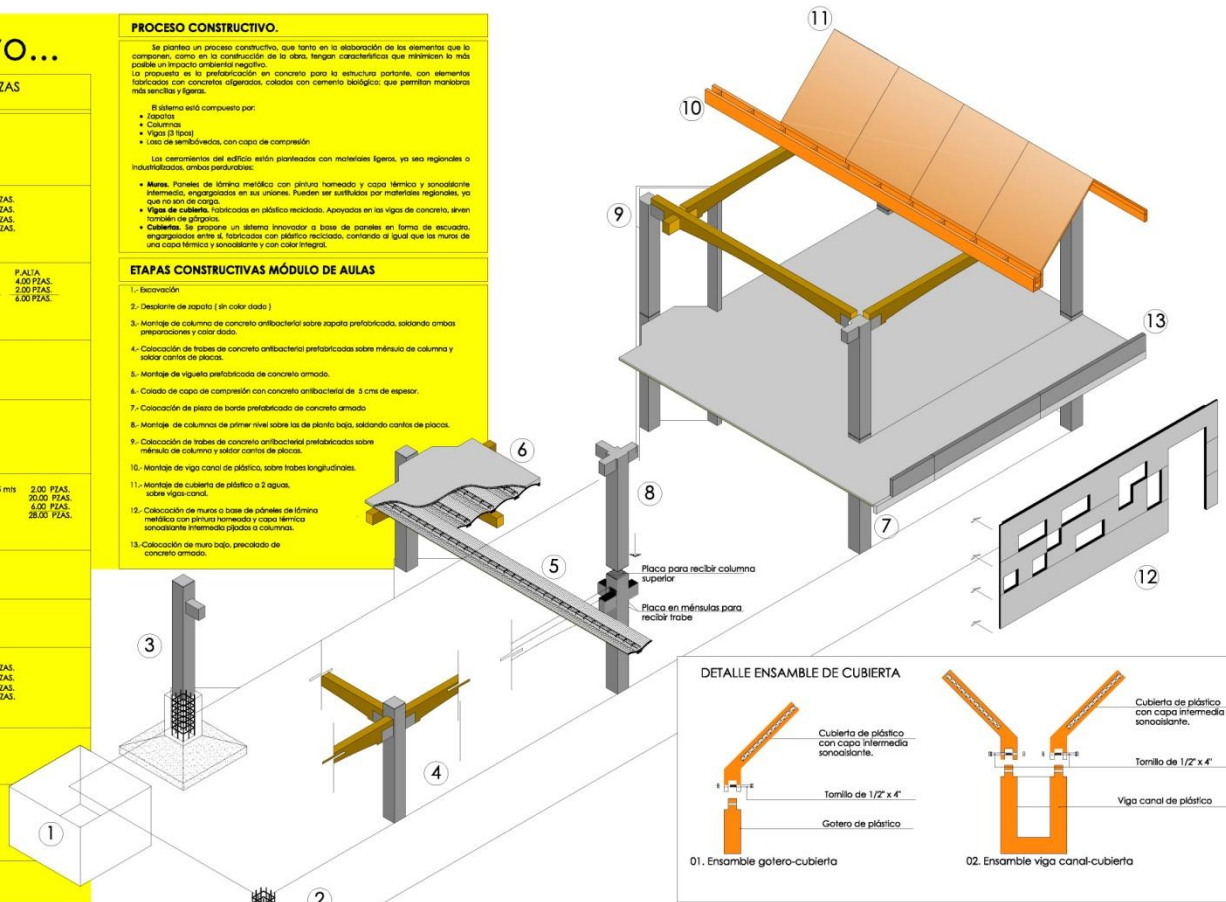 O...
ZAS
ZAS.
ZAS.
ZAS.
ZAS.
P.ALTA
4.00 PZAS.
2.00 PZAS.
6.00 PZAS.
mts 2.00 PZAS.
20.00 PZAS.
6.00 PZAS.
28.00 PZAS.
ZAS.
ZAS.
ZAS.
ZAS.
PROCESO CONSTRUCTIVO.
Se plantea un proceso constructivo, que tanto en la elaboración de los elementos que lo
componen, como en la construcción de la obra, tengan características que minimicen lo más
posible un impacto ambiental negativo.
La propuesta es la prefabricación en concreto para la estructura portante, con elementos
fabricados con concretos aligerados, colados con cemento biológico; que permitan maniobras
más sencillas y ligeras.
El sistema está compuesto por:
• Zapatas
• Columnas
• Vigas (3 tipos)
• Losa de semibóvedas, con capa de compresión
Los cerramientos del edificio están planteados con materiales ligeros, ya sea regionales o
industrializados, ambos perdurables:
• Muros. Paneles de lámina metálica con pintura horneada y capa térmico y sonoaislante
intermedia, engargolados en sus uniones. Pueden ser sustituidos por materiales regionales, ya
que no son de carga.
• Vigas de cubierta. Fabricadas en plástico reciclado. Apoyadas en las vigas de concreto, sirven
también de gárgolas.
• Cubiertas. Se propone un sistema innovador a base de paneles en forma de escuadra,
engargolados entre sí, fabricados con plástico reciclado, contando al igual que los muros de
una capa térmica y sonoaislante y con color integral.
ETAPAS CONSTRUCTIVAS MÓDULO DE AULAS
1.- Excavación
2.- Desplante de zapata ( sin colar dado )
3.- Montaje de columna de concreto antibacterial sobre zapata prefabricada, soldando ambas
preparaciones y colar dado.
4.- Colocación de trabes de concreto antibacterial prefabricadas sobre ménsula de columna y
soldar cantos de placas.
5.- Montaje de vigueta prefabricada de concreto armado.
6.- Colado de capa de compresión con concreto antibacterial de 5 cms de espesor.
7.- Colocación de pieza de borde prefabricada de concreto armado
8.- Montaje de columnas de primer nivel sobre las de planta baja, soldando cantos de placas.
9.- Colocación de trabes de concreto antibacterial prefabricadas sobre
ménsula de columna y soldar cantos de placas.
10.- Montaje de viga canal de plástico, sobre trabes longitudinales.
11.- Montaje de cubierta de plástico a 2 aguas,
sobre vigas-canal.
12.- Colocación de muros a base de páneles de lámina
metálica con pintura horneada y capa térmica
sonoaislante intermedia pijados a columnas.
13.-Colocación de muro bajo, precolado de
concreto armado.
11
10
9
13
6
8
7
5
12
3
4
1
2
Placa para recibir columna
superior
Placa en ménsulas para
recibir trabe
DETALLE ENSAMBLE DE CUBIERTA
Cubierta de plástico
con capa intermedia
sonoaislante.
Tornillo de 1/2" x 4"
Gotero de plástico
01. Ensamble gotero-cubierta
Cubierta de plástico
con capa intermedia
sonoaislante.
Tornillo de 1/2" x 4"
Viga canal de plástico
02. Ensamble viga canal-cubierta